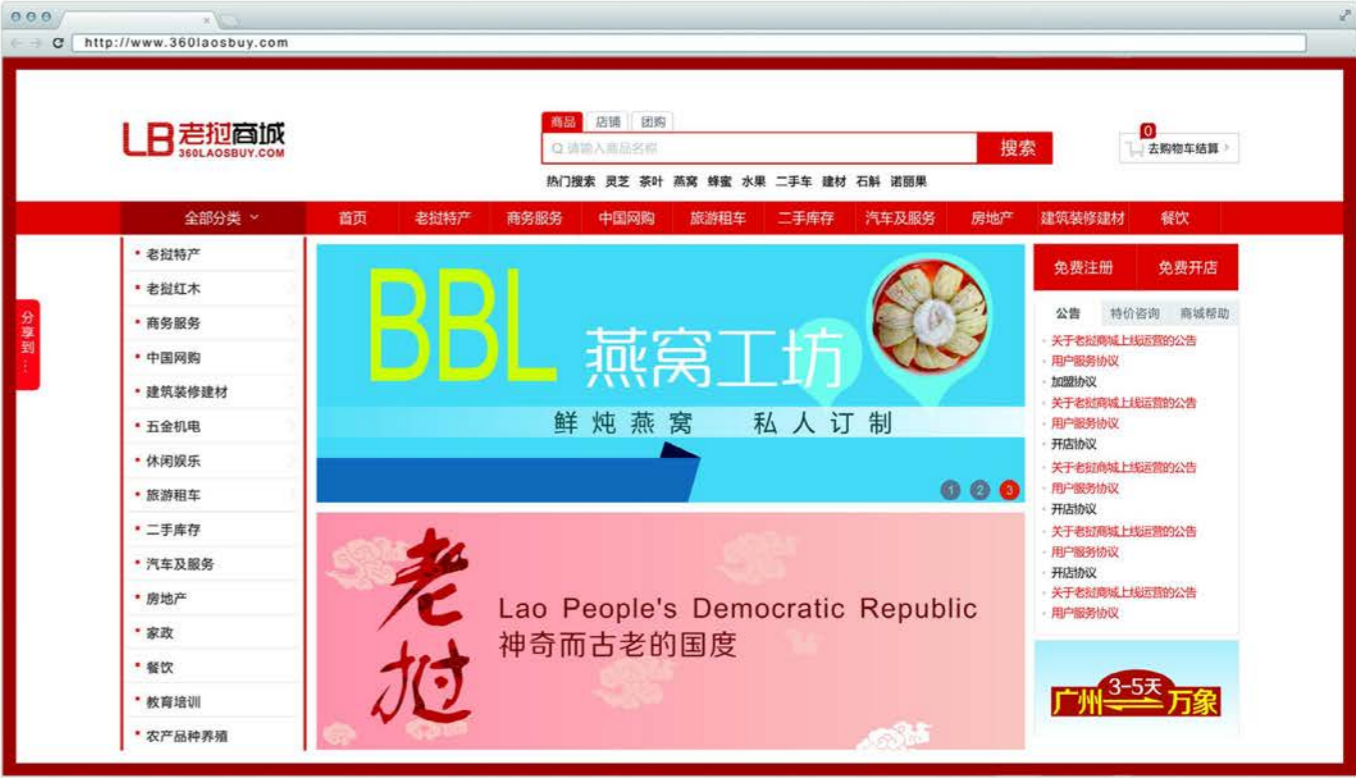 http://www.360laosbuy.com
LB老挝商城
360LAOSBUY.COM
商品 店铺 团购
请输入商品名称
搜索
0
去购物车结算
热门搜索 灵芝 茶叶 燕窝 蜂蜜 水果 二手车 建材 石斛 诺丽果
全部分类 首页 老挝特产 商务服务 中国网购 旅游租车 二手库存 汽车及服务 房地产 建筑装修建材 餐饮
分享到...
老挝特产
老挝红木
商务服务
中国网购
建筑装修建材
五金机电
休闲娱乐
旅游租车
二手库存
汽车及服务
房地产
家政
餐饮
教育培训
农产品种养殖
BBL 燕窝工坊
鲜炖燕窝 私人订制
1 2 3
老挝
Lao People's Democratic Republic
神奇而古老的国度
免费注册 免费开店
公告 特价咨询 商城帮助
关于老挝商城上线运营的公告
用户服务协议
加盟协议
关于老挝商城上线运营的公告
用户服务协议
开店协议
关于老挝商城上线运营的公告
用户服务协议
开店协议
关于老挝商城上线运营的公告
用户服务协议
开店协议
关于老挝商城上线运营的公告
用户服务协议
广州 3-5天 万象